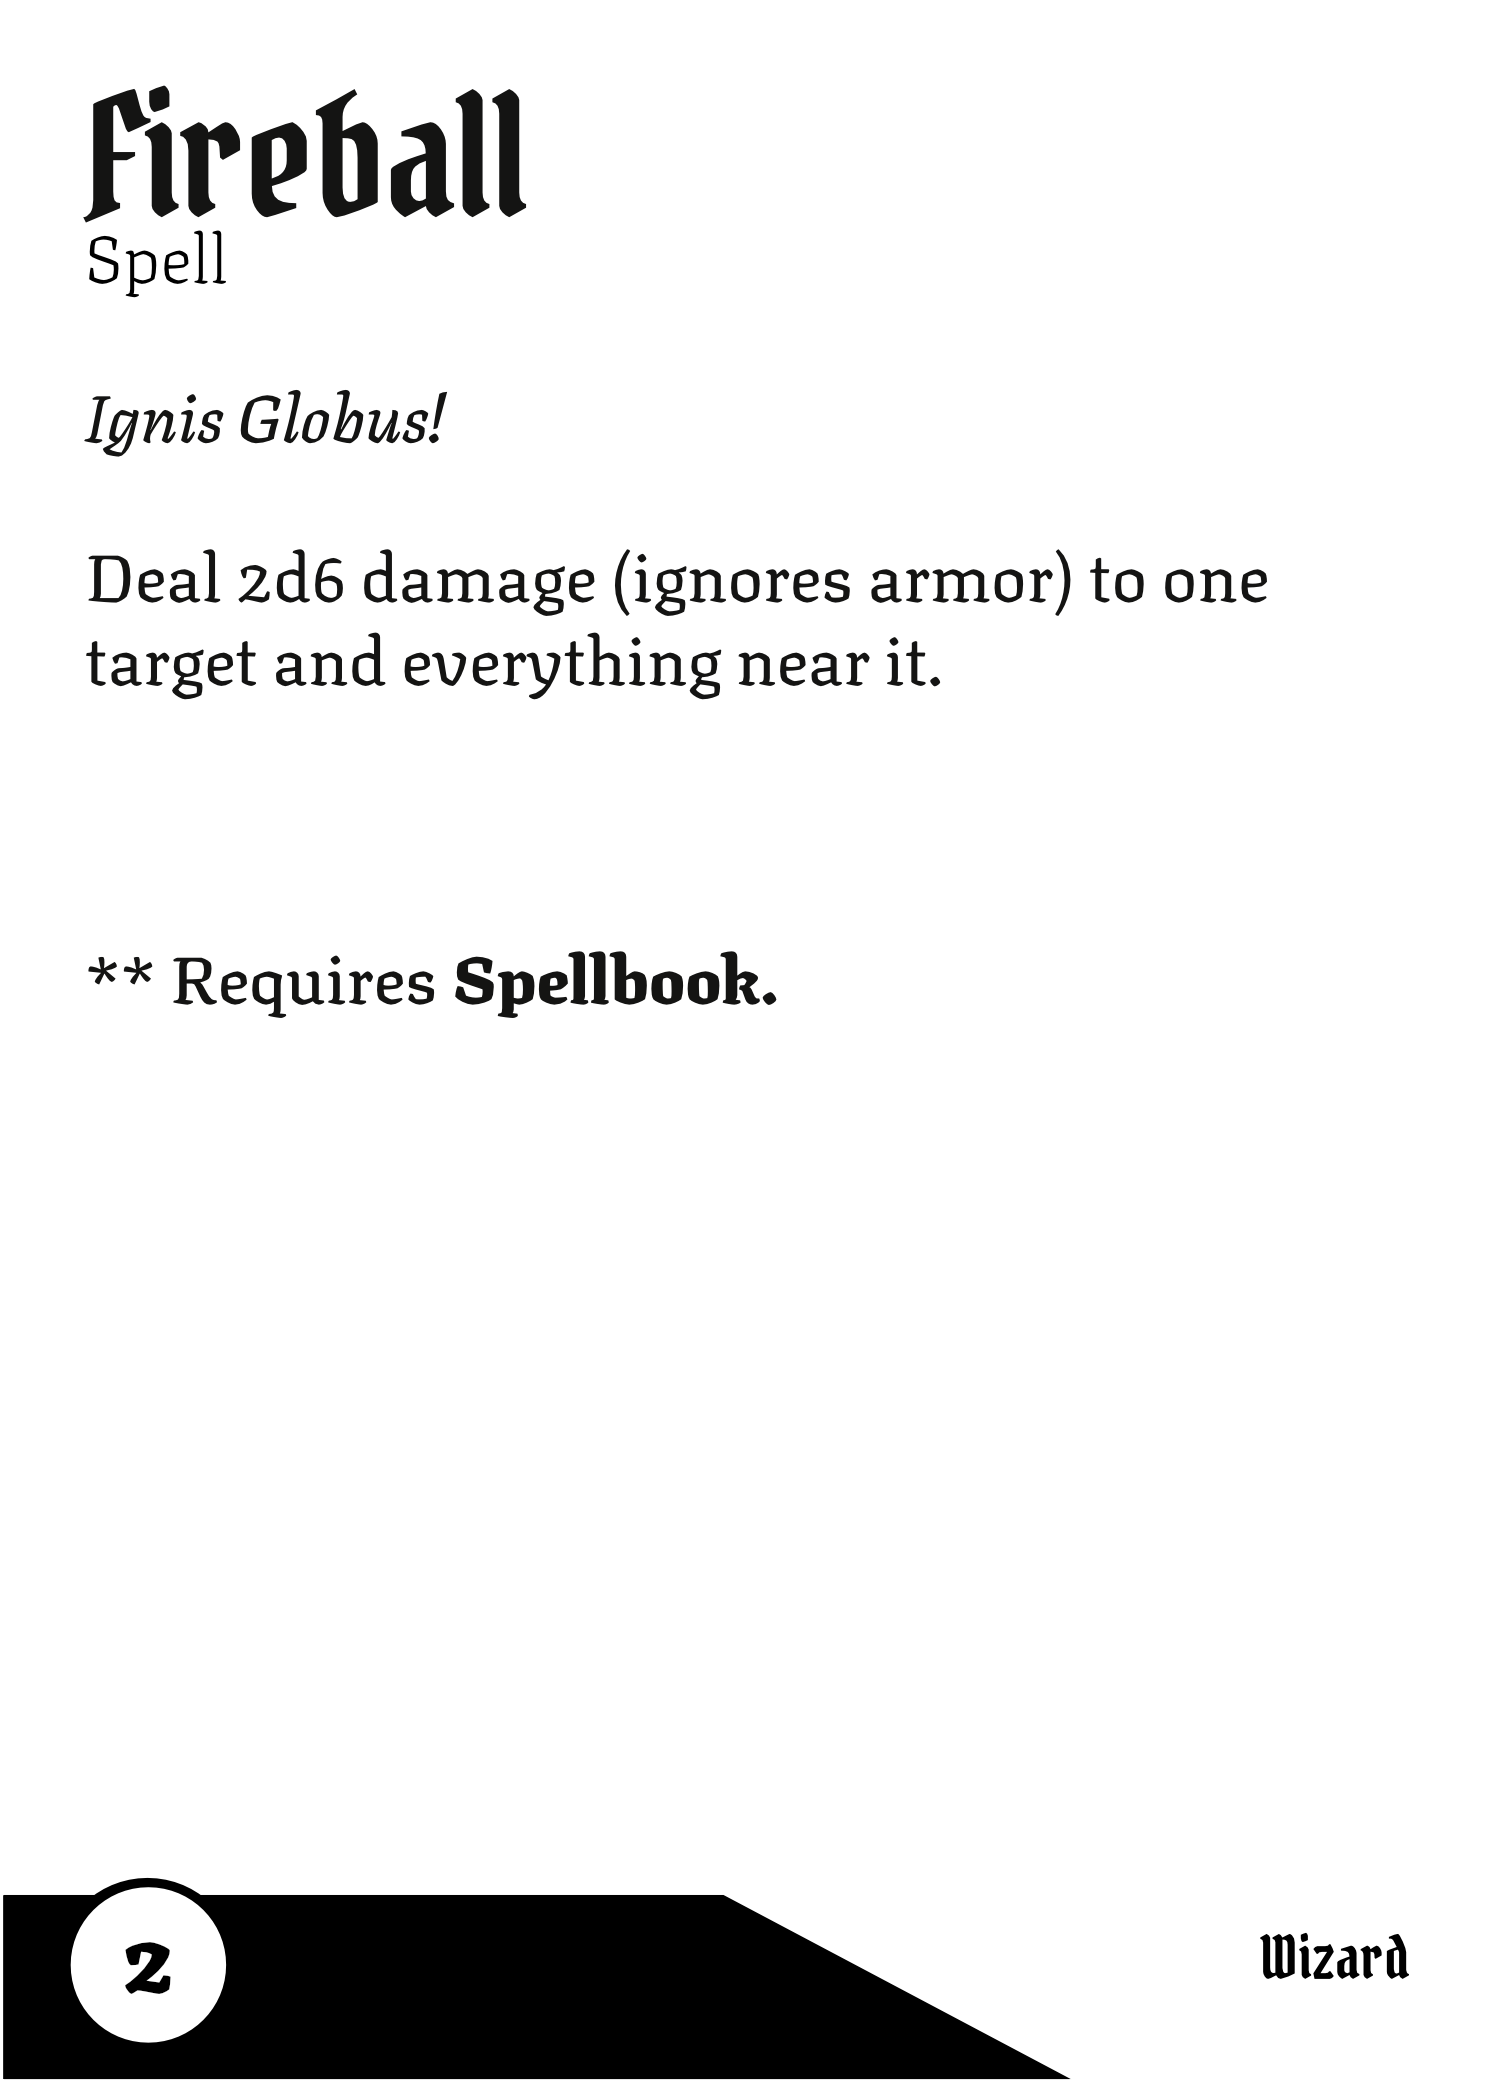 Fireball
Spell
Ignis Globus!
Deal 2d6 damage (ignores armor) to one
target and everything near it.
** Requires Spellbook.
2
Wizard